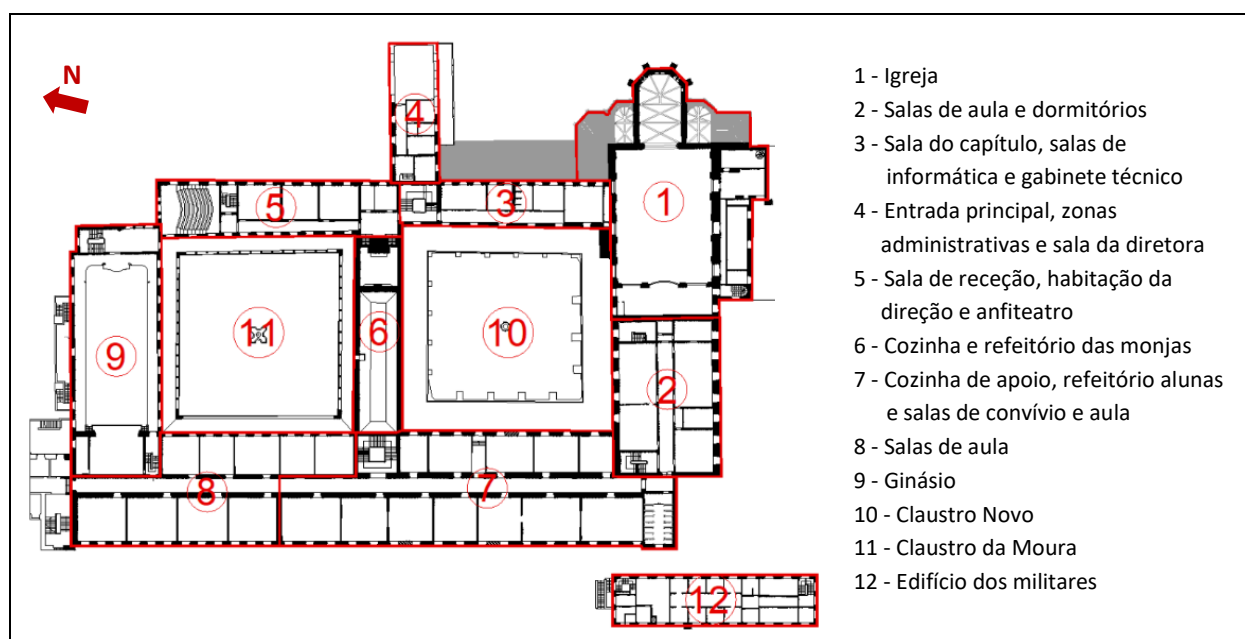 N
4
1
5
3
11
6
10
9
2
8
7
12
1 - Igreja
2 - Salas de aula e dormitórios
3 - Sala do capítulo, salas de
informática e gabinete técnico
4 - Entrada principal, zonas
administrativas e sala da diretora
5 - Sala de receção, habitação da
direção e anfiteatro
6 - Cozinha e refeitório das monjas
7 - Cozinha de apoio, refeitório alunas
e salas de convívio e aula
8 - Salas de aula
9 - Ginásio
10 - Claustro Novo
11 - Claustro da Moura
12 - Edifício dos militares